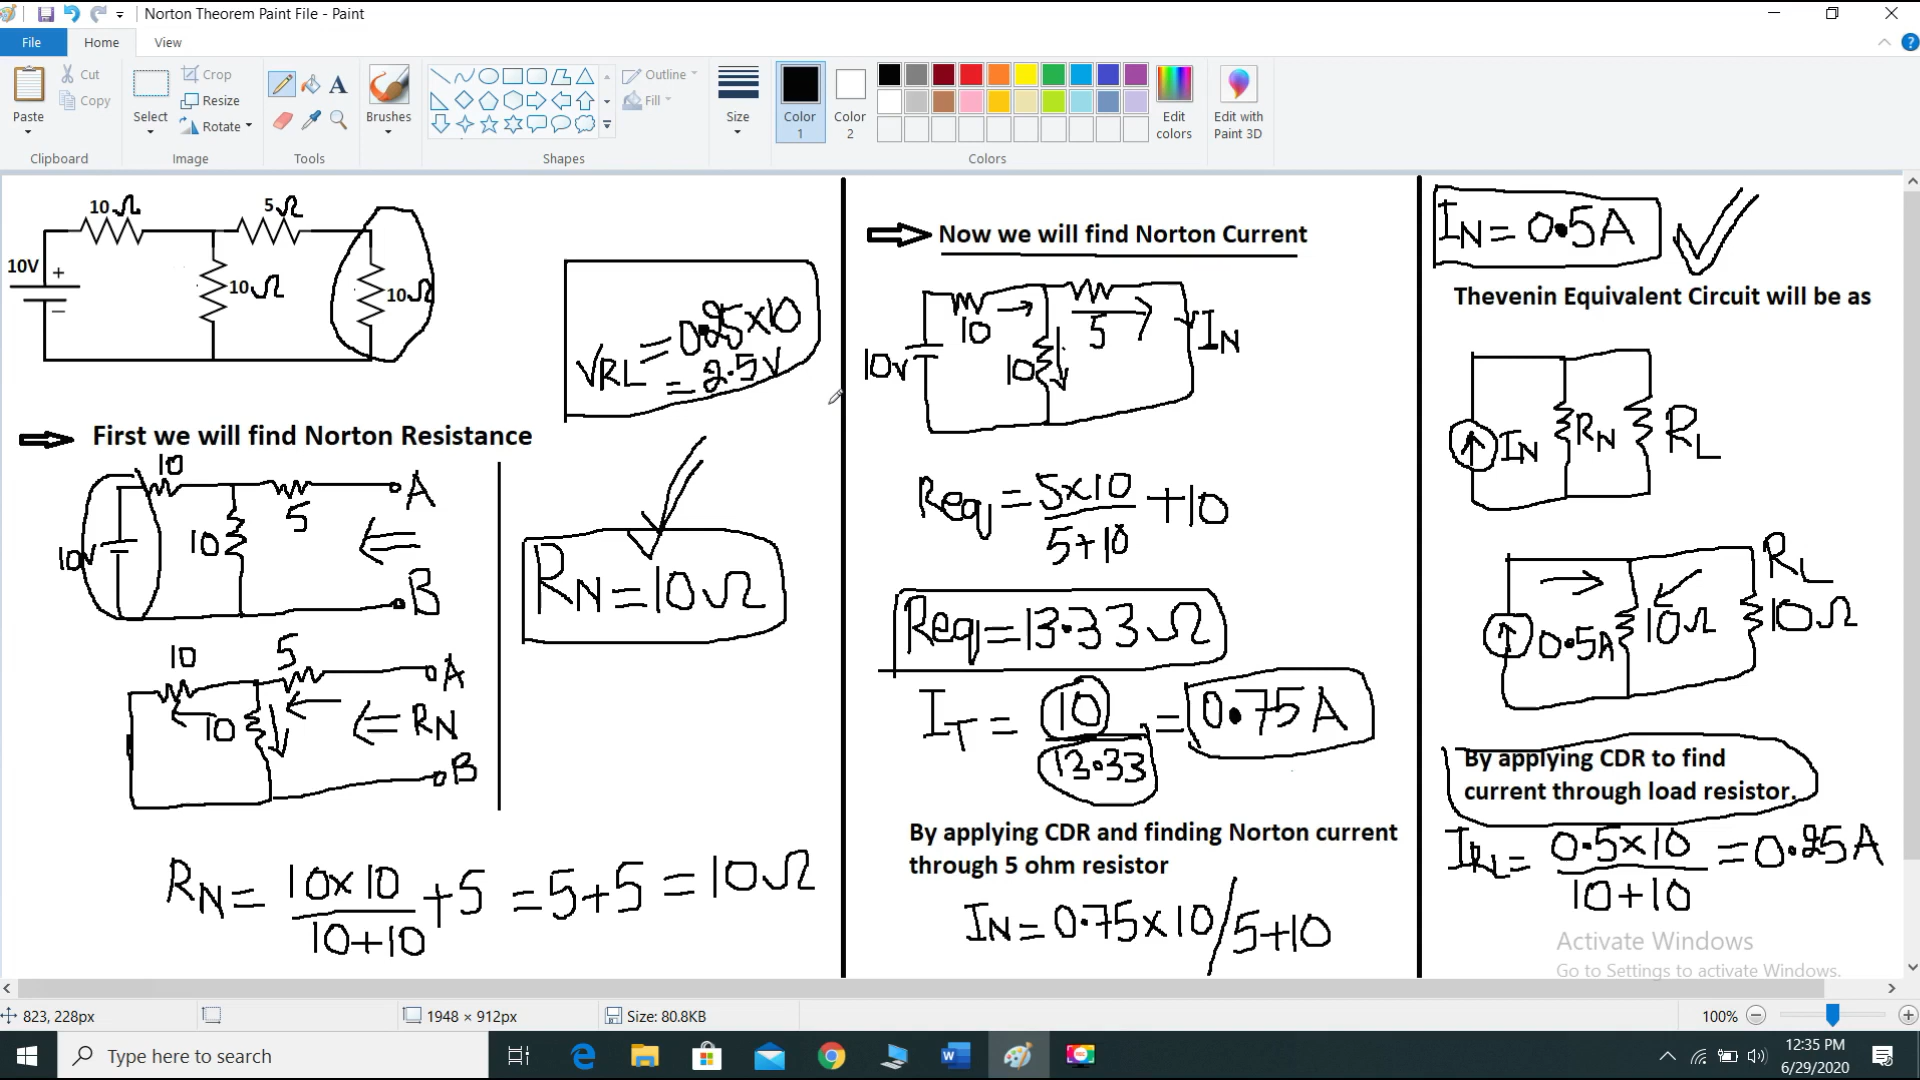 Norton Theorem Paint File - Paint
File
Home
View
Paste
Cut
Copy
Clipboard
Select
Crop
Resize
Rotate
Image
A
Tools
Brushes
Outline
Fill
Shapes
Size
Color 1
Color 2
Edit colors
Edit with Paint 3D
Colors
10Ω
5Ω
10V
+
−
10Ω
10Ω
VRL = 0.25×10
= 2.5V
First we will find Norton Resistance
10
5
A
10V
10
B
RN=10Ω
10
5
A
10
RN
B
RN= 10×10/10+10 +5 =5+5 =10Ω
Now we will find Norton Current
10
5
IN
10V
10
Req = 5×10/5+10 +10
Req=13.33Ω
IT = 10/13.33 = 0.75A
By applying CDR and finding Norton current
through 5 ohm resistor
IN=0.75×10/5+10
IN= 0.5A
Thevenin Equivalent Circuit will be as
IN
RN
RL
RL
0.5A
10Ω
10Ω
By applying CDR to find
current through load resistor.
IRL= 0.5×10/10+10 =0.25A
Activate Windows
Go to Settings to activate Windows.
823, 228px
1948 × 912px
Size: 80.8KB
100%
Type here to search
12:35 PM
6/29/2020